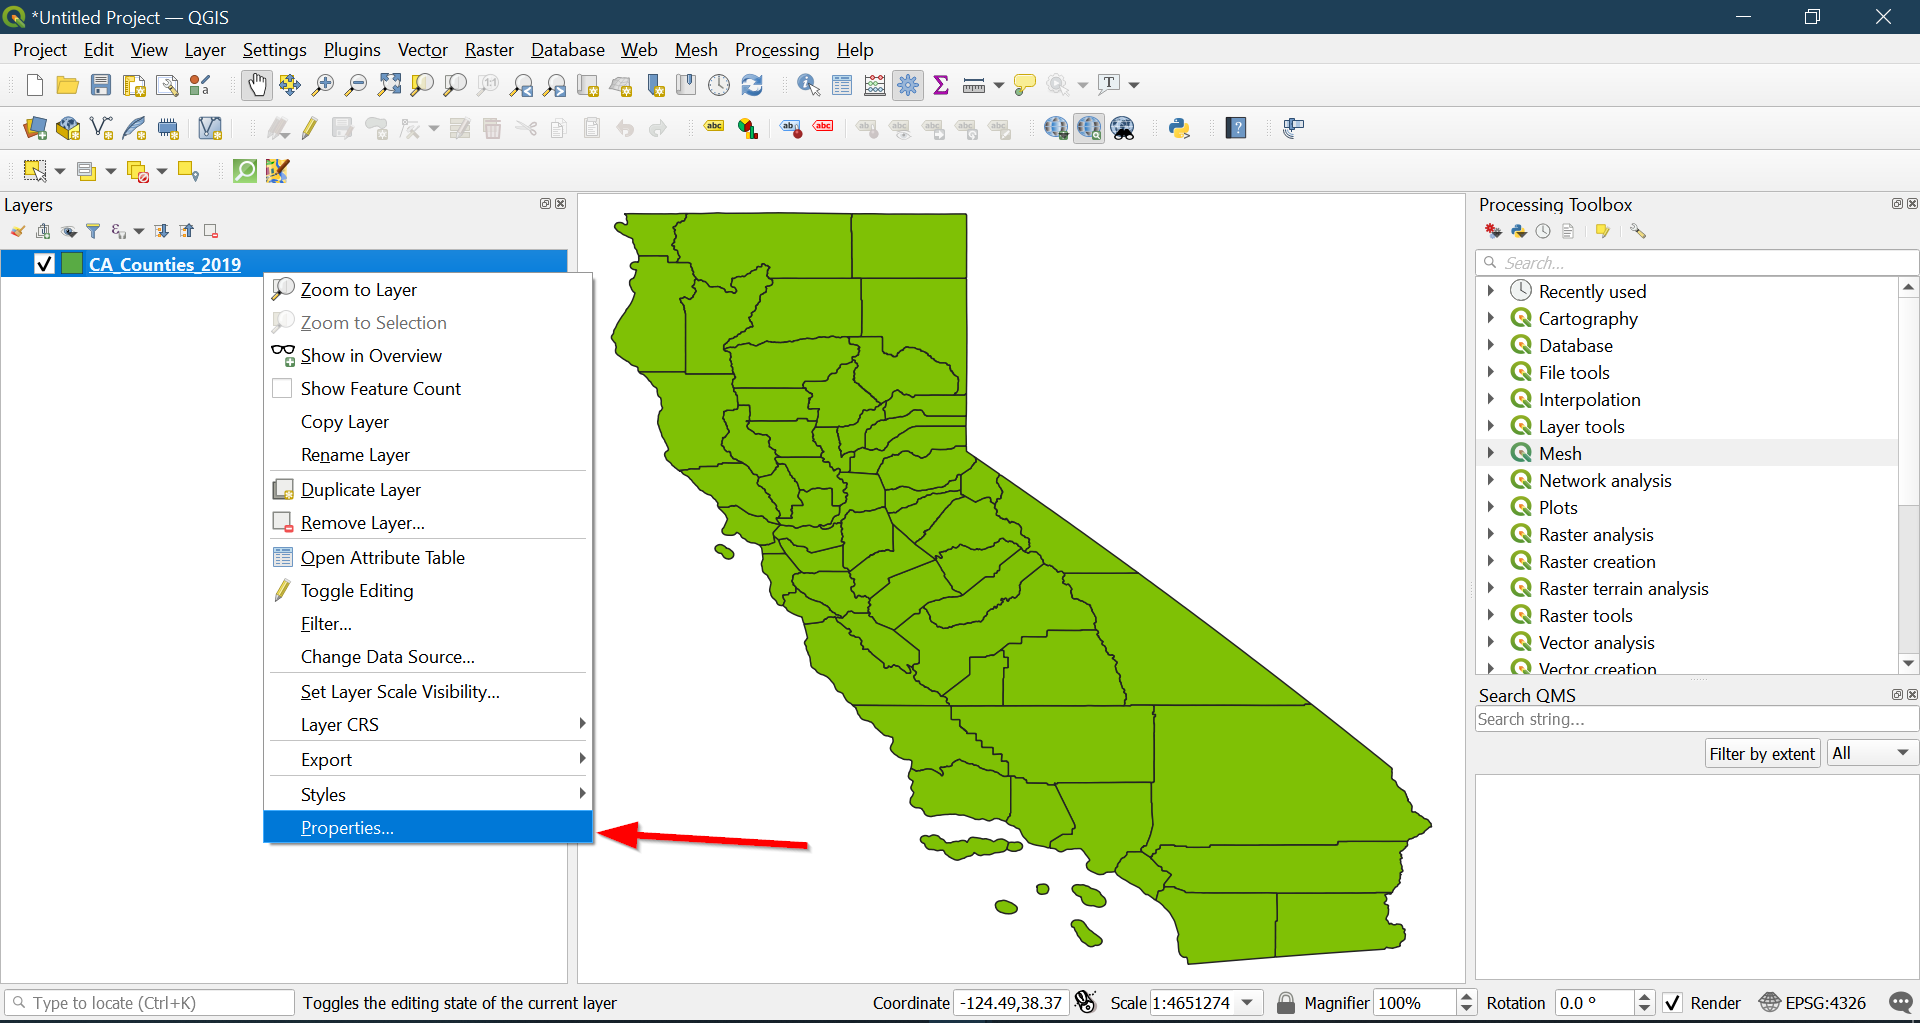 *Untitled Project — QGIS
Project Edit View Layer Settings Plugins Vector Raster Database Web Mesh Processing Help
Layers
CA_Counties_2019
Zoom to Layer
Zoom to Selection
Show in Overview
Show Feature Count
Copy Layer
Rename Layer
Duplicate Layer
Remove Layer...
Open Attribute Table
Toggle Editing
Filter...
Change Data Source...
Set Layer Scale Visibility...
Layer CRS
Export
Styles
Properties...
Processing Toolbox
Search...
Recently used
Cartography
Database
File tools
Interpolation
Layer tools
Mesh
Network analysis
Plots
Raster analysis
Raster creation
Raster terrain analysis
Raster tools
Vector analysis
Vector creation
Search QMS
Search string...
Filter by extent All
Type to locate (Ctrl+K) Toggles the editing state of the current layer Coordinate -124.49,38.37 Scale 1:4651274 Magnifier 100% Rotation 0.0 ° Render EPSG:4326